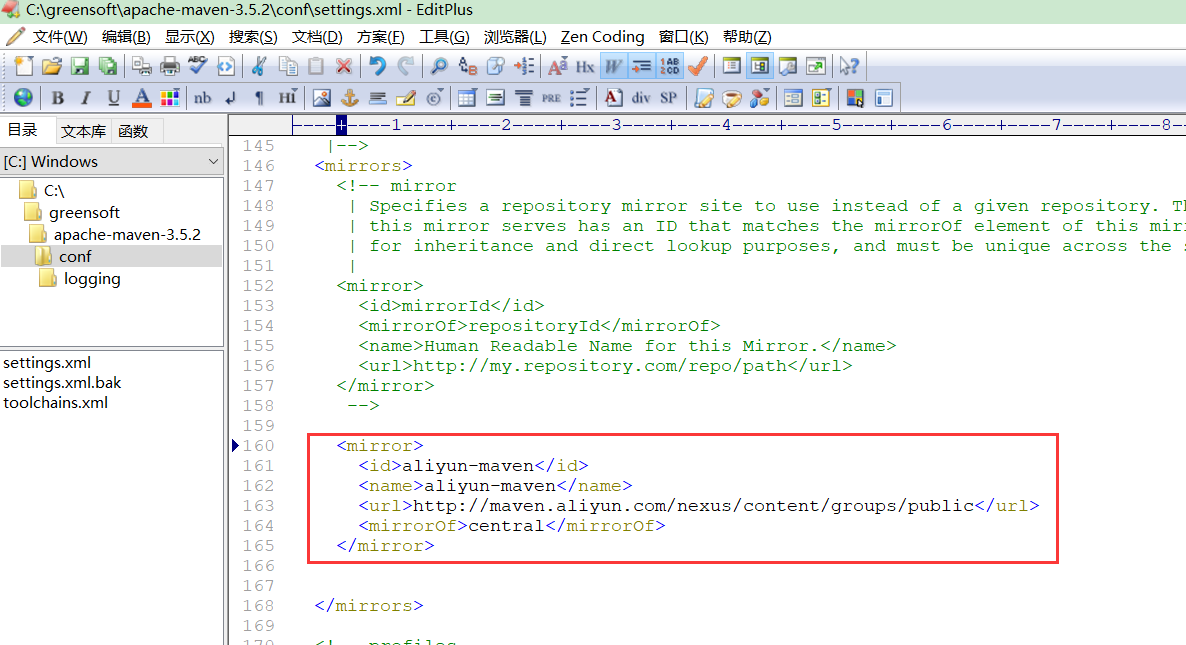 C:\greensoft\apache-maven-3.5.2\conf\settings.xml - EditPlus
文件(W) 编辑(B) 显示(X) 搜索(S) 文档(D) 方案(F) 工具(G) 浏览器(L) Zen Coding 窗口(K) 帮助(Z)
B I U A nb ¶ HI PRE A div SP
目录 文本库 函数
[C:] Windows
C:\
greensoft
apache-maven-3.5.2
conf
logging
settings.xml
settings.xml.bak
toolchains.xml
----+----1----+----2----+----3----+----4----+----5----+----6----+----7----+----8
145 |-->
146 <mirrors>
147 <!-- mirror
148 | Specifies a repository mirror site to use instead of a given repository.
149 | this mirror serves has an ID that matches the mirrorOf element of this
150 | for inheritance and direct lookup purposes, and must be unique across the
151 |
152 <mirror>
153 <id>mirrorId</id>
154 <mirrorOf>repositoryId</mirrorOf>
155 <name>Human Readable Name for this Mirror.</name>
156 <url>http://my.repository.com/repo/path</url>
157 </mirror>
158 -->
159
160 <mirror>
161 <id>aliyun-maven</id>
162 <name>aliyun-maven</name>
163 <url>http://maven.aliyun.com/nexus/content/groups/public</url>
164 <mirrorOf>central</mirrorOf>
165 </mirror>
166
167
168 </mirrors>
169
170 <!-- profiles